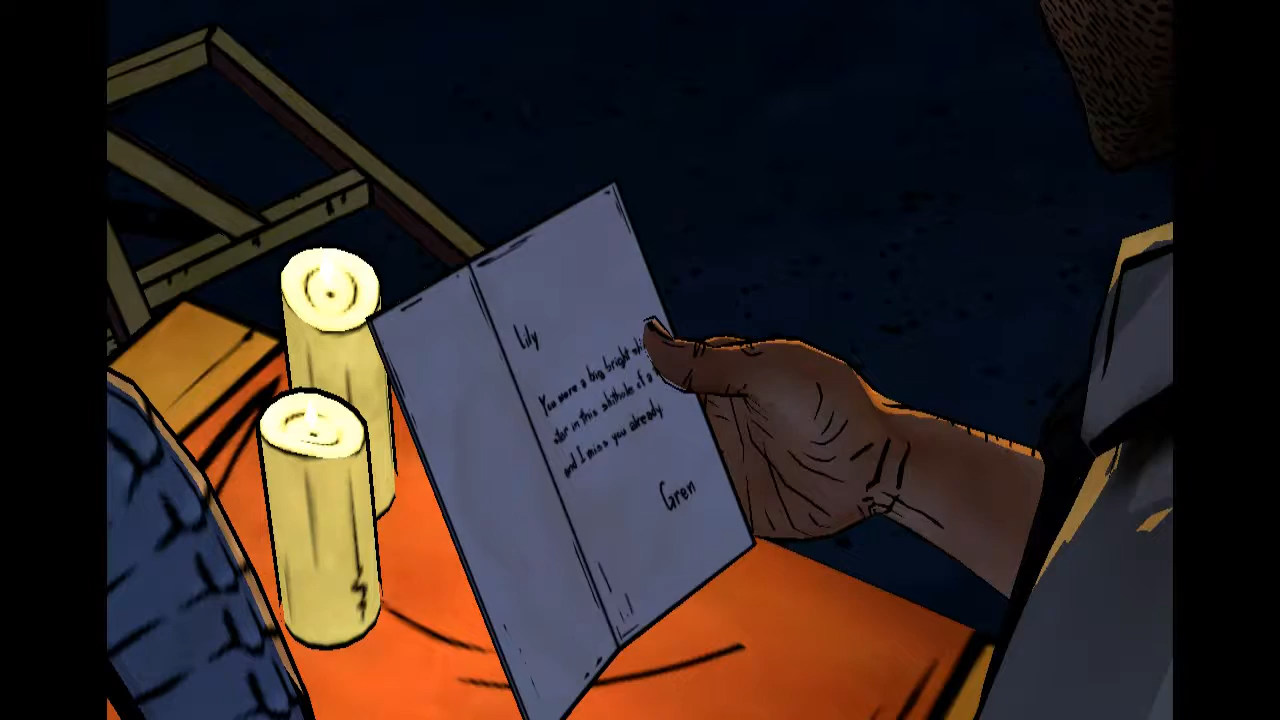 Lily
You were a big bright
star in this shithole of a
and I miss you already.
Gren